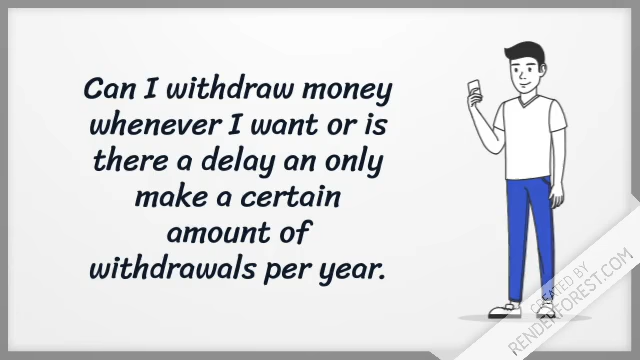 Can I withdraw money
whenever I want or is
there a delay an only
make a certain
amount of
withdrawals per year.
CREATED BY
RENDERFOREST.COM